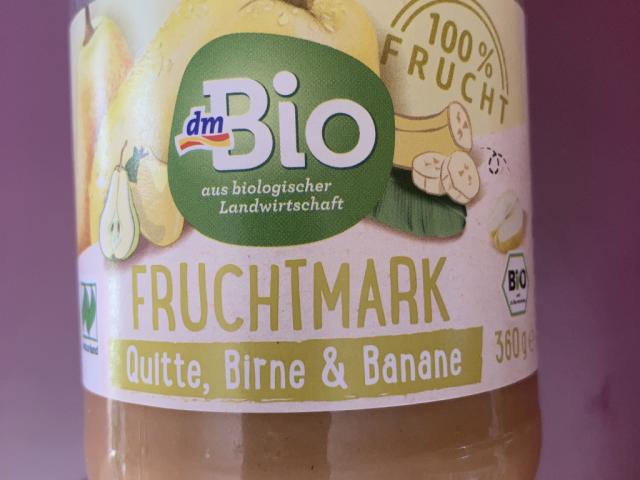 100%
FRUCHT
dm
Bio
aus biologischer
Landwirtschaft
FRUCHTMARK
Quitte, Birne & Banane
BiO
360 g e